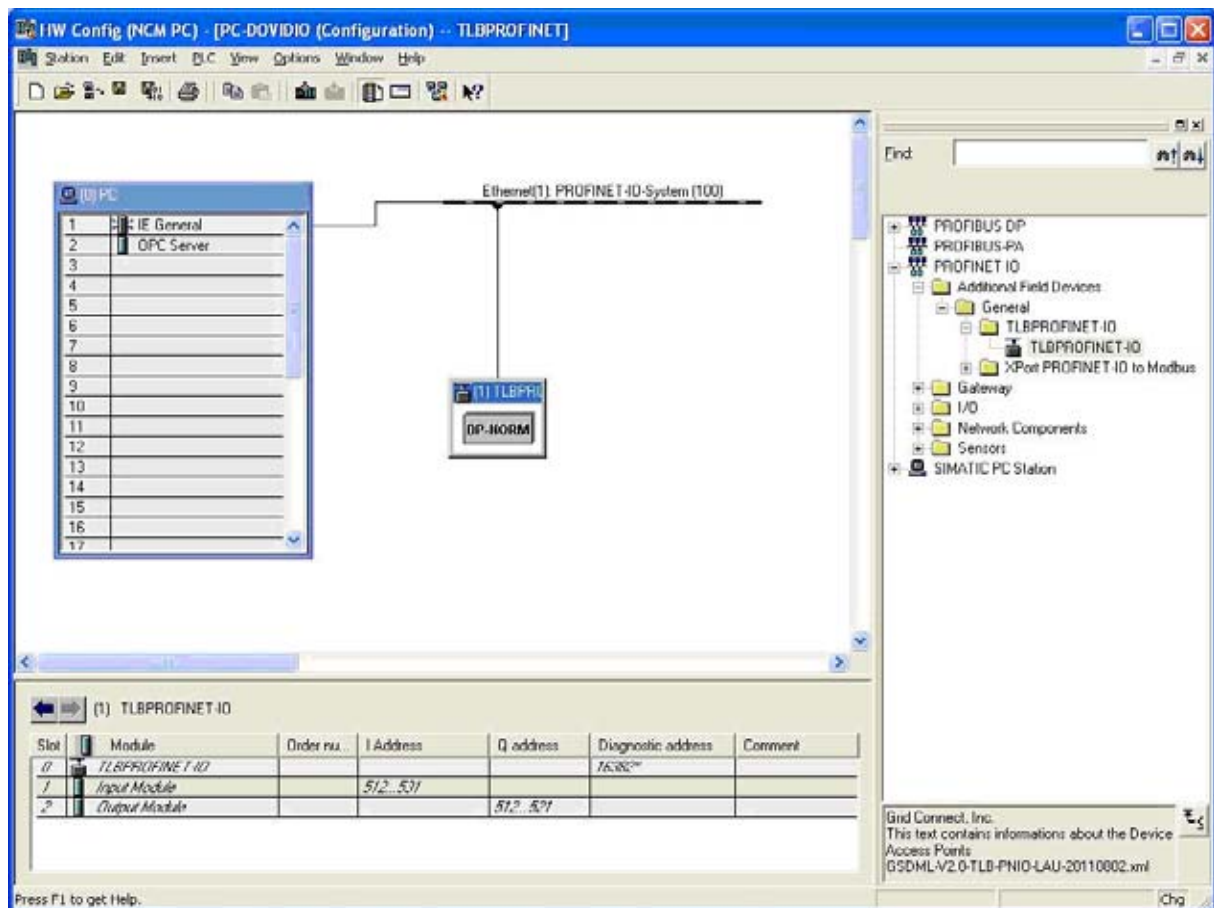 HW Config (NCM PC) - [PC-DOVIDIO (Configuration) -- TLBPROFINET]
Station Edit Insert PLC View Options Window Help
(0) PC
1 IE General
2 OPC Server
3
4
5
6
7
8
9
10
11
12
13
14
15
16
17
Ethernet(1): PROFINET-IO-System (100)
(1) TLBPRO
DP-NORM
Find:
PROFIBUS DP
PROFIBUS-PA
PROFINET IO
Additional Field Devices
General
TLBPROFINET-IO
TLBPROFINET-IO
XPort PROFINET-IO to Modbus
Gateway
I/O
Network Components
Sensors
SIMATIC PC Station
(1) TLBPROFINET-IO
Slot Module Order nu... I Address Q address Diagnostic address Comment
0 TLBPROFINET-IO 16382*
1 Input Module 512...531
2 Output Module 512...521
Grid Connect, Inc.
This text contains informations about the Device
Access Points
GSDML-V2.0-TLB-PNIO-LAU-20110802.xml
Press F1 to get Help.
Chg